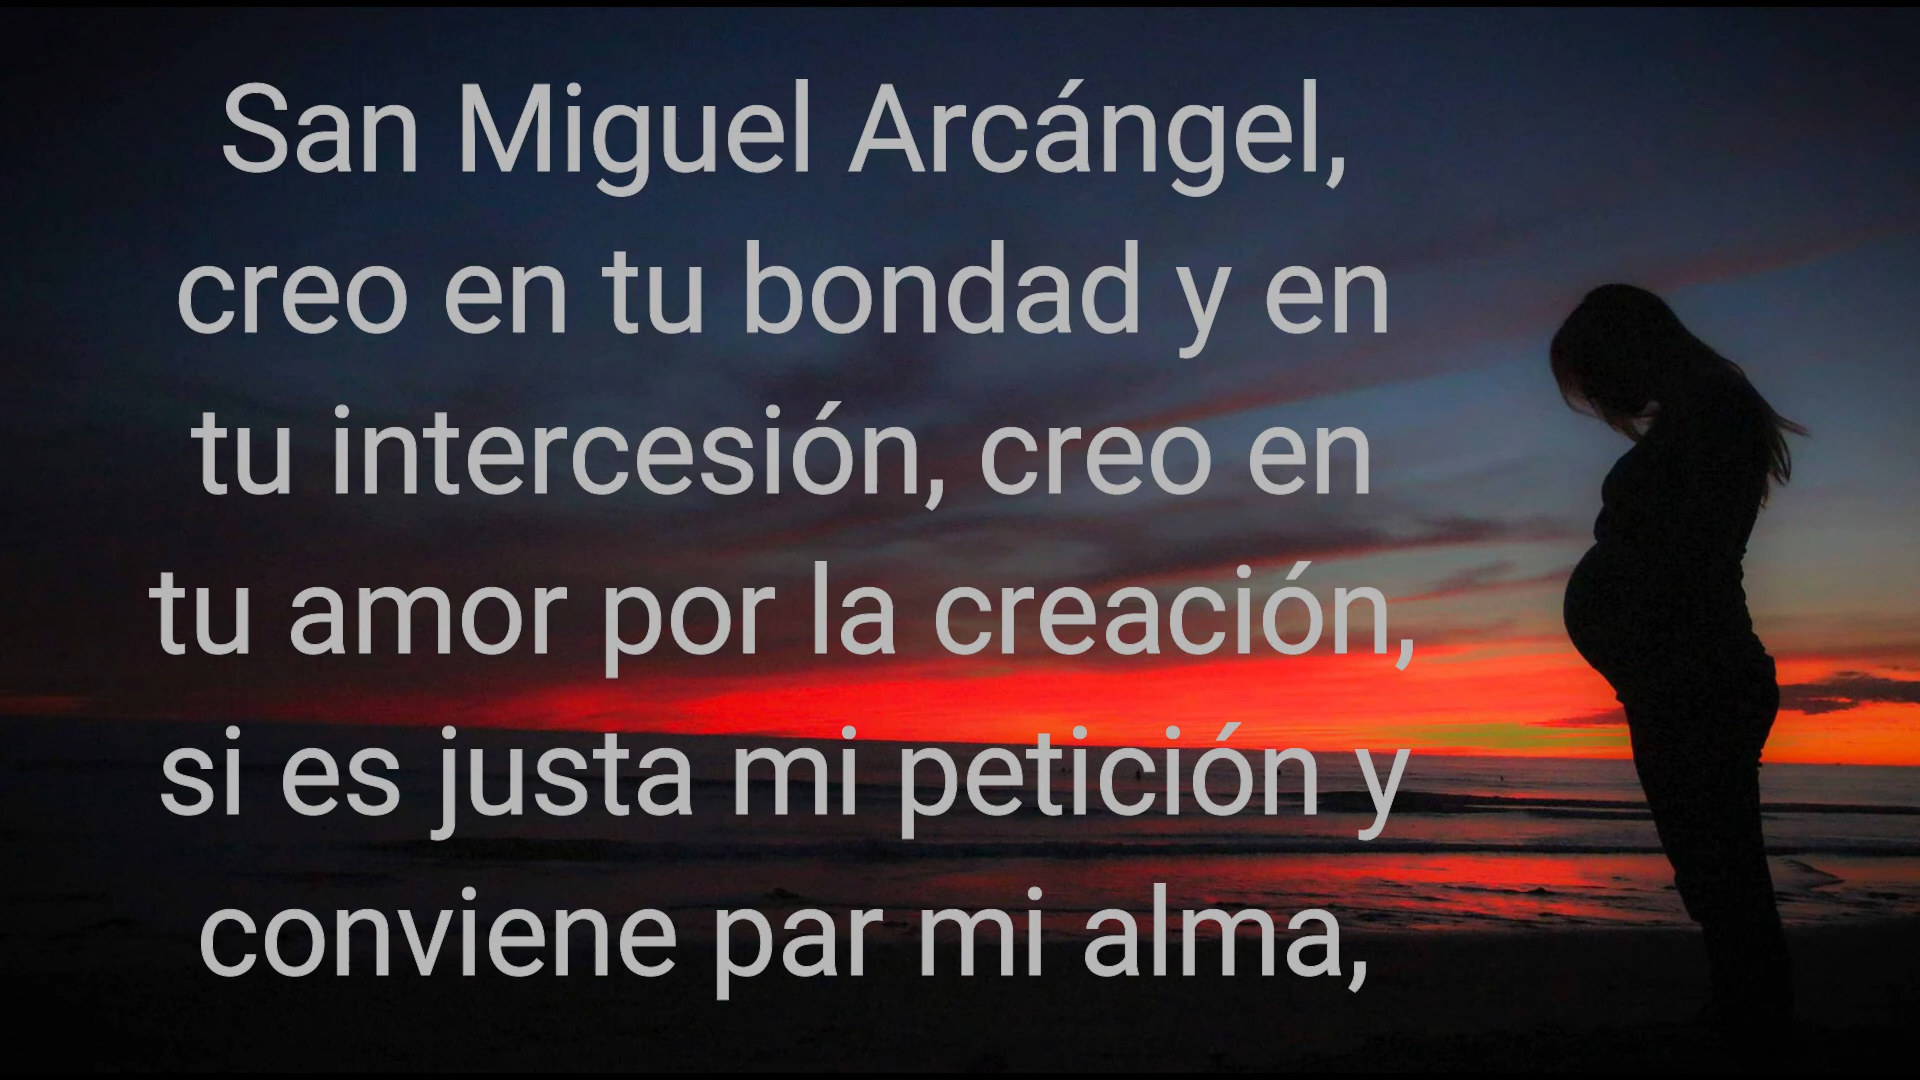 San Miguel Arcángel,
creo en tu bondad y en
tu intercesión, creo en
tu amor por la creación,
si es justa mi petición y
conviene par mi alma,